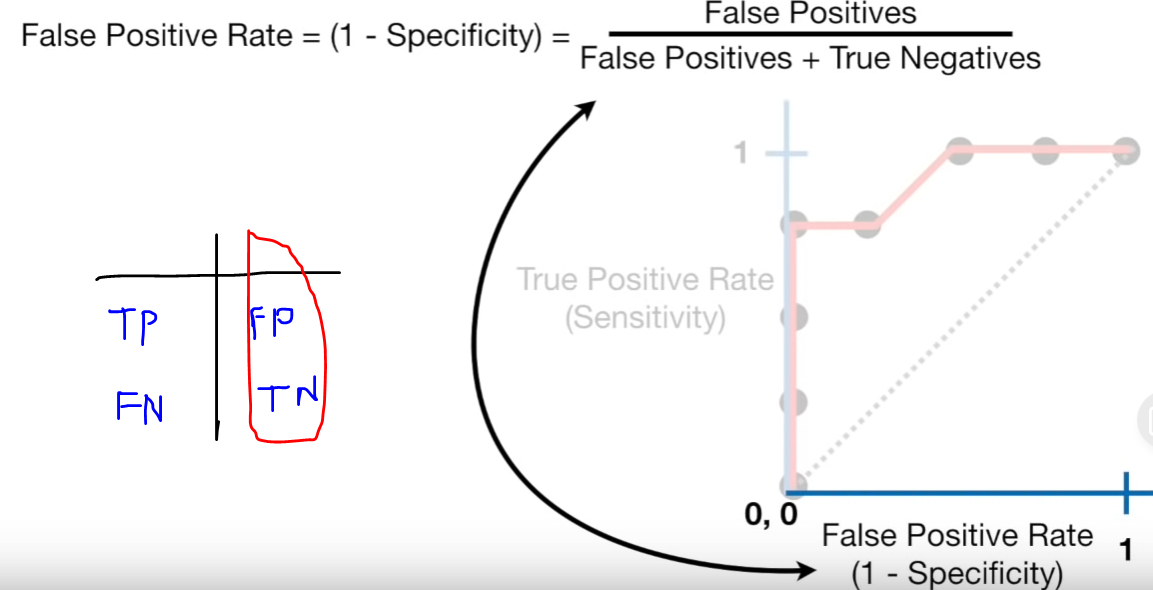 False Positives
False Positive Rate = (1 - Specificity) =
False Positives + True Negatives
1
True Positive Rate
(Sensitivity)
TP FP
FN TN
0, 0
False Positive Rate
1
(1 - Specificity)